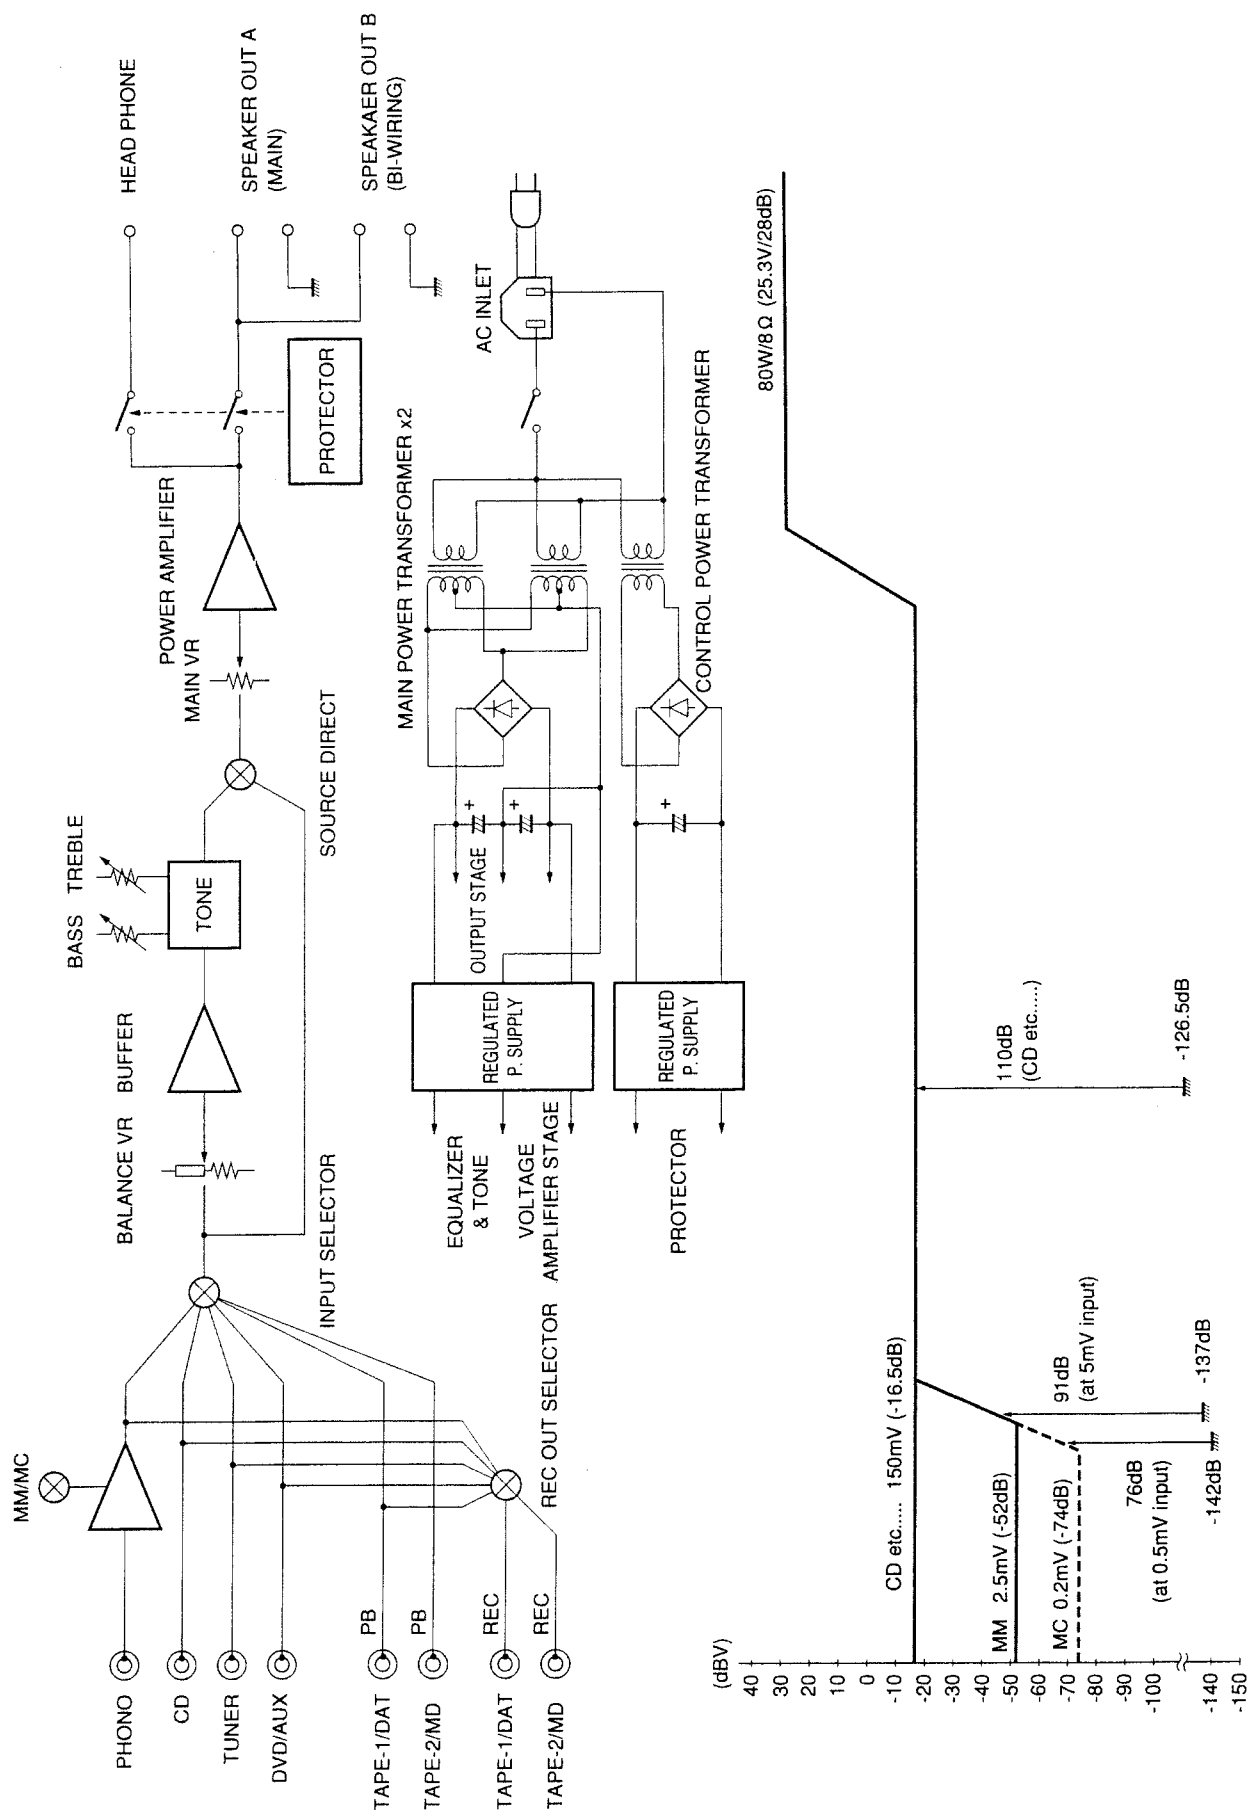 HEAD PHONE
SPEAKER OUT A
(MAIN)
SPEAKAER OUT B
(BI-WIRING)
PROTECTOR
POWER AMPLIFIER
MAIN VR
SOURCE DIRECT
TREBLE
BASS
TONE
BUFFER
BALANCE VR
INPUT SELECTOR
MM/MC
PHONO
CD
TUNER
DVD/AUX
TAPE-1/DAT
PB
TAPE-2/MD
PB
TAPE-1/DAT
REC
TAPE-2/MD
REC
REC OUT SELECTOR
AC INLET
MAIN POWER TRANSFORMER x2
CONTROL POWER TRANSFORMER
+
+
+
OUTPUT STAGE
REGULATED
P. SUPPLY
REGULATED
P. SUPPLY
EQUALIZER
& TONE
VOLTAGE
AMPLIFIER STAGE
PROTECTOR
(dBV)
40
30
20
10
0
-10
-20
-30
-40
-50
-60
-70
-80
-90
-100
-140
-150
CD etc..... 150mV (-16.5dB)
MM 2.5mV (-52dB)
MC 0.2mV (-74dB)
76dB
(at 0.5mV input)
-142dB
91dB
(at 5mV input)
-137dB
110dB
(CD etc.....)
-126.5dB
80W/8Ω (25.3V/28dB)